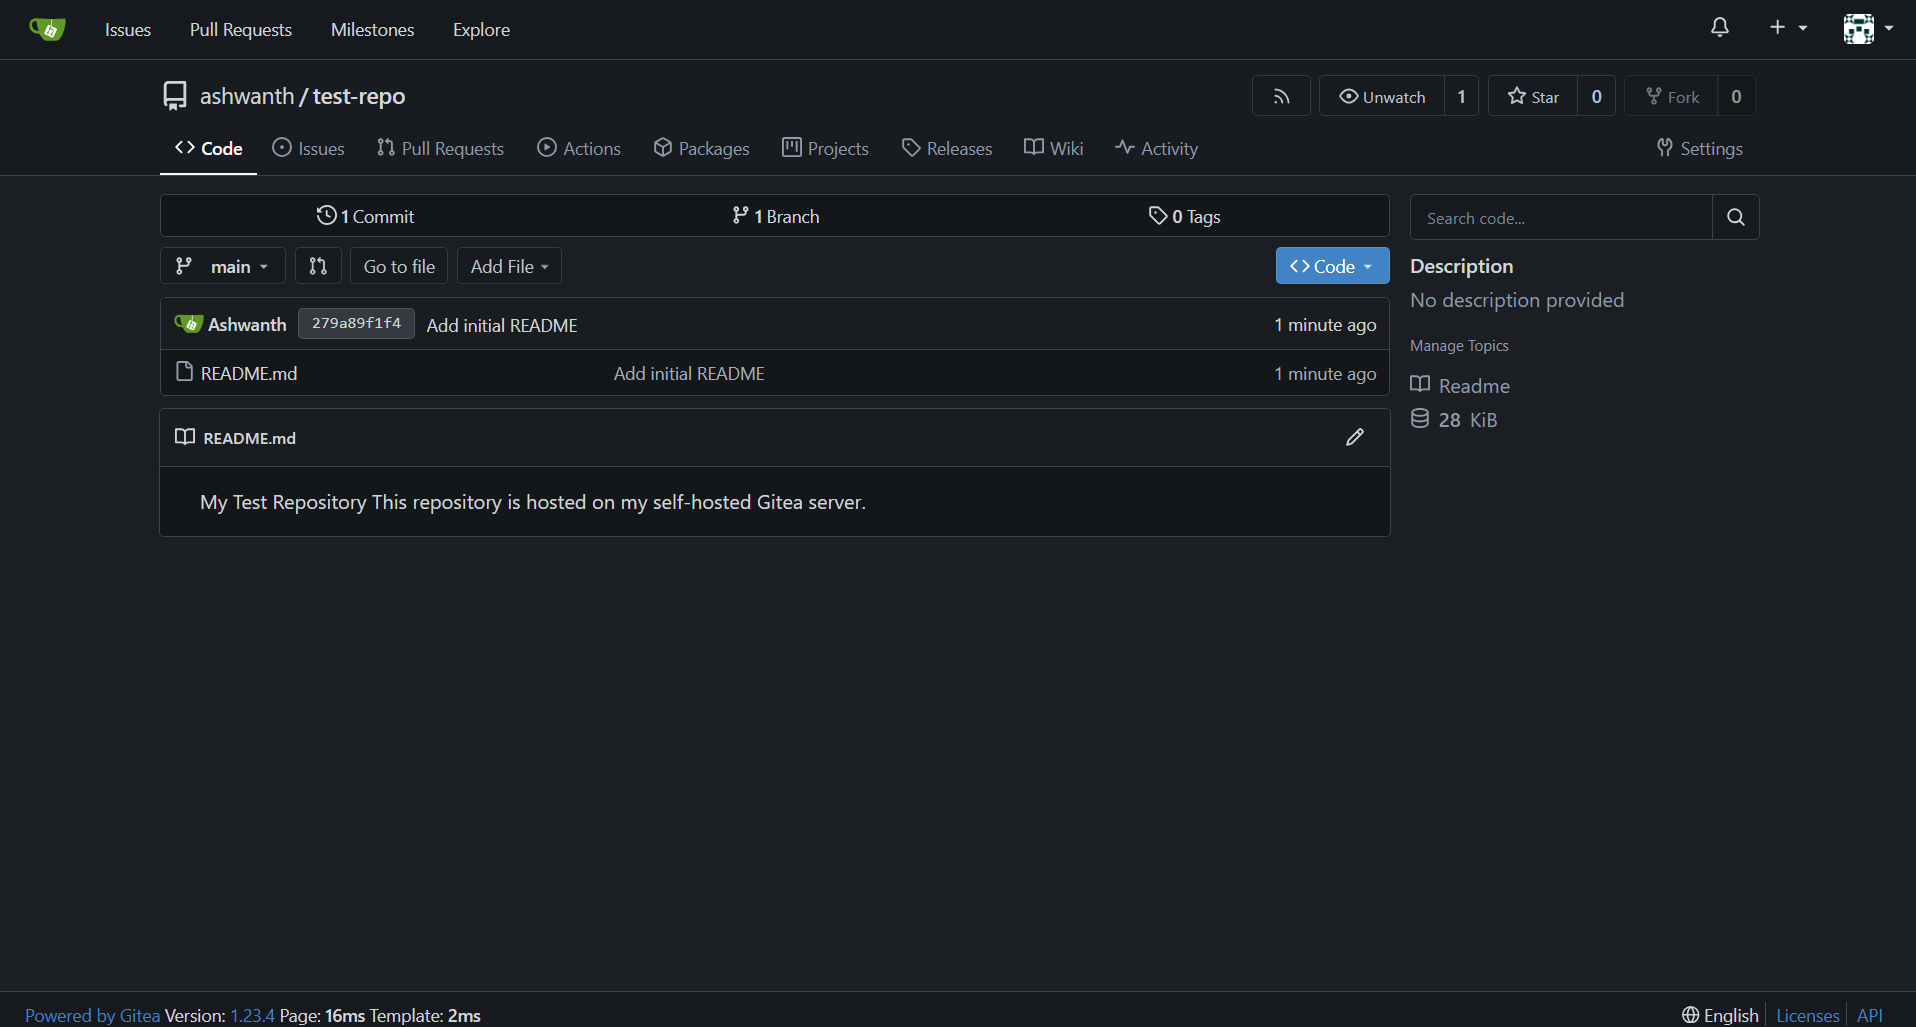 Issues Pull Requests Milestones Explore
ashwanth / test-repo Unwatch 1 Star 0 Fork 0
Code Issues Pull Requests Actions Packages Projects Releases Wiki Activity Settings
1 Commit 1 Branch 0 Tags Search code...
main Go to file Add File Code Description
No description provided
Ashwanth 279a89f1f4 Add initial README 1 minute ago
Manage Topics
README.md Add initial README 1 minute ago
Readme
28 KiB
README.md
My Test Repository This repository is hosted on my self-hosted Gitea server.
Powered by Gitea Version: 1.23.4 Page: 16ms Template: 2ms English Licenses API